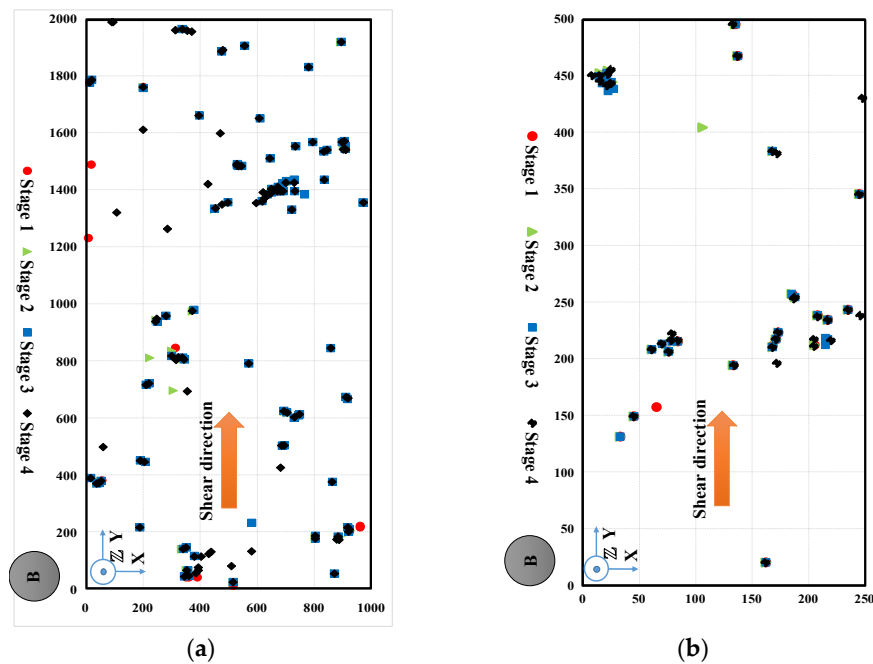 2000
1800
1600
1400
1200
1000
800
600
400
200
0
0 200 400 600 800 1000
Stage 1
Stage 2
Stage 3
Stage 4
Shear direction
Y
Z X
B
(a)
500
450
400
350
300
250
200
150
100
50
0
0 50 100 150 200 250
Stage 1
Stage 2
Stage 3
Stage 4
Shear direction
Y
Z X
B
(b)